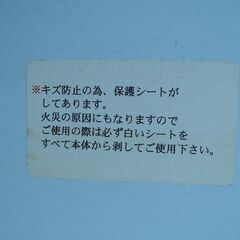 ※キズ防止の為、保護シートが
してあります。
火災の原因にもなりますので
ご使用の際は必ず白いシートを
すべて本体から剥してご使用下さい。